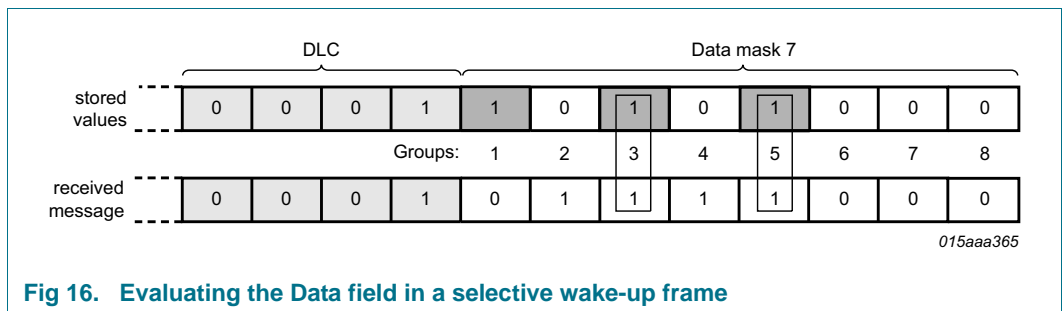 DLC Data mask 7
stored values 0 0 0 1 1 0 1 0 1 0 0 0
Groups: 1 2 3 4 5 6 7 8
received message 0 0 0 1 0 1 1 1 1 0 0 0
015aaa365
Fig 16. Evaluating the Data field in a selective wake-up frame